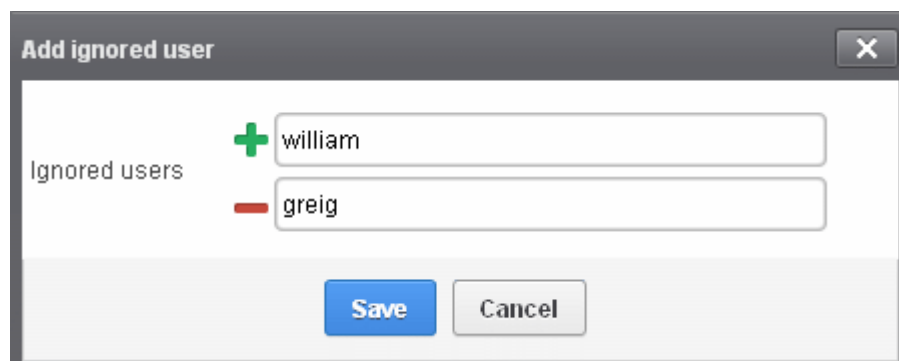 Add ignored user
william
Ignored users
greig
Save Cancel